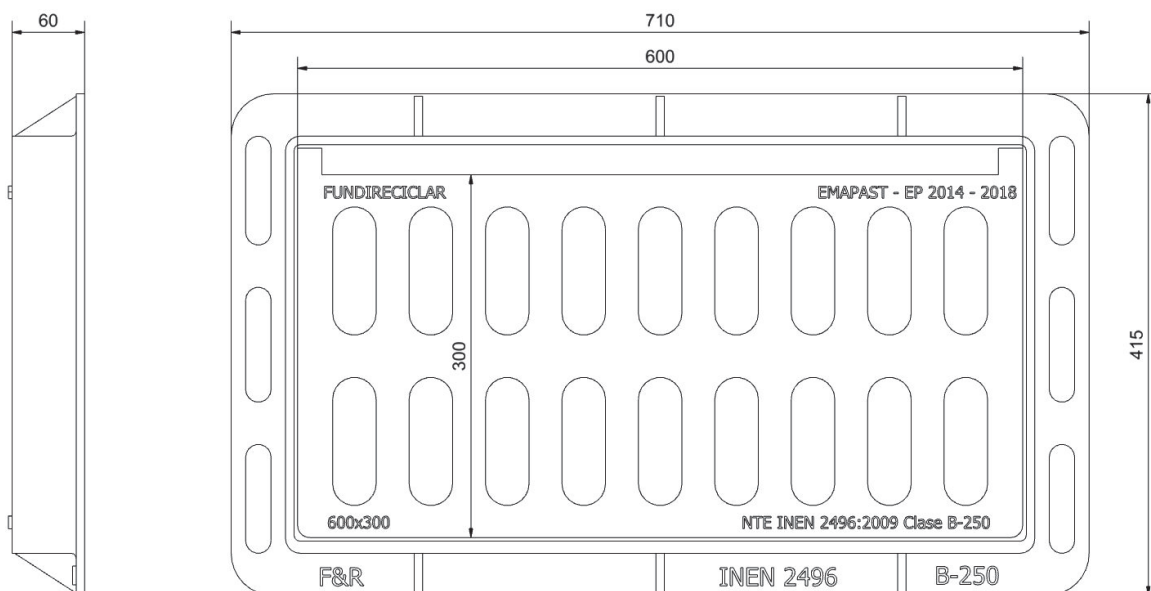 60
710
600
FUNDIRECICLAR
EMAPAST - EP 2014 - 2018
300
415
600x300
NTE INEN 2496:2009 Clase B-250
F&R
INEN 2496
B-250